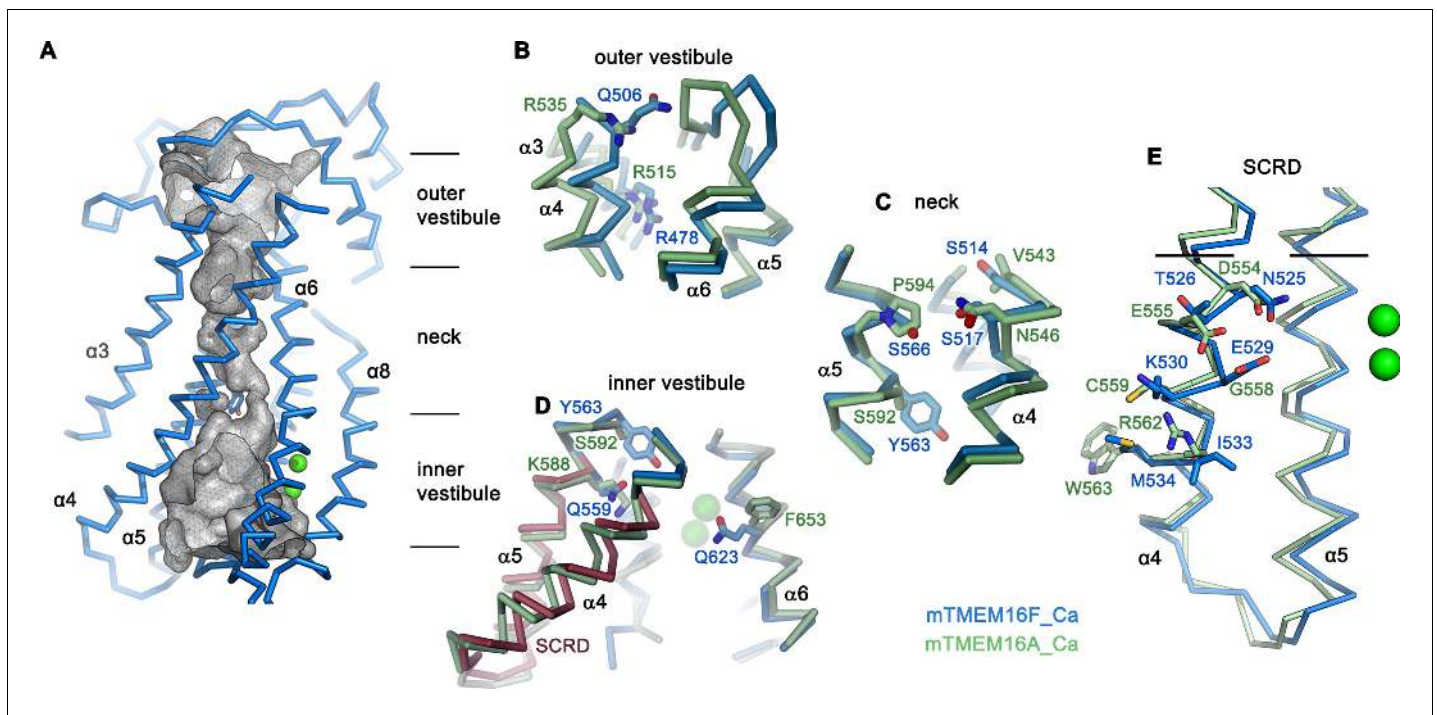 A
outer
vestibule
α6
neck
α3
α8
inner
vestibule
α4
α5
B
outer vestibule
R535
Q506
α3
R515
α4
R478
α5
α6
C
neck
S514
V543
P594
S566
S517
N546
α5
S592
Y563
α4
D
inner vestibule
Y563
S592
K588
Q559
F653
Q623
α5
α4
α6
SCRD
mTMEM16F_Ca
mTMEM16A_Ca
E
SCRD
T526
D554
N525
E555
E529
K530
C559
G558
R562
I533
W563
M534
α4
α5